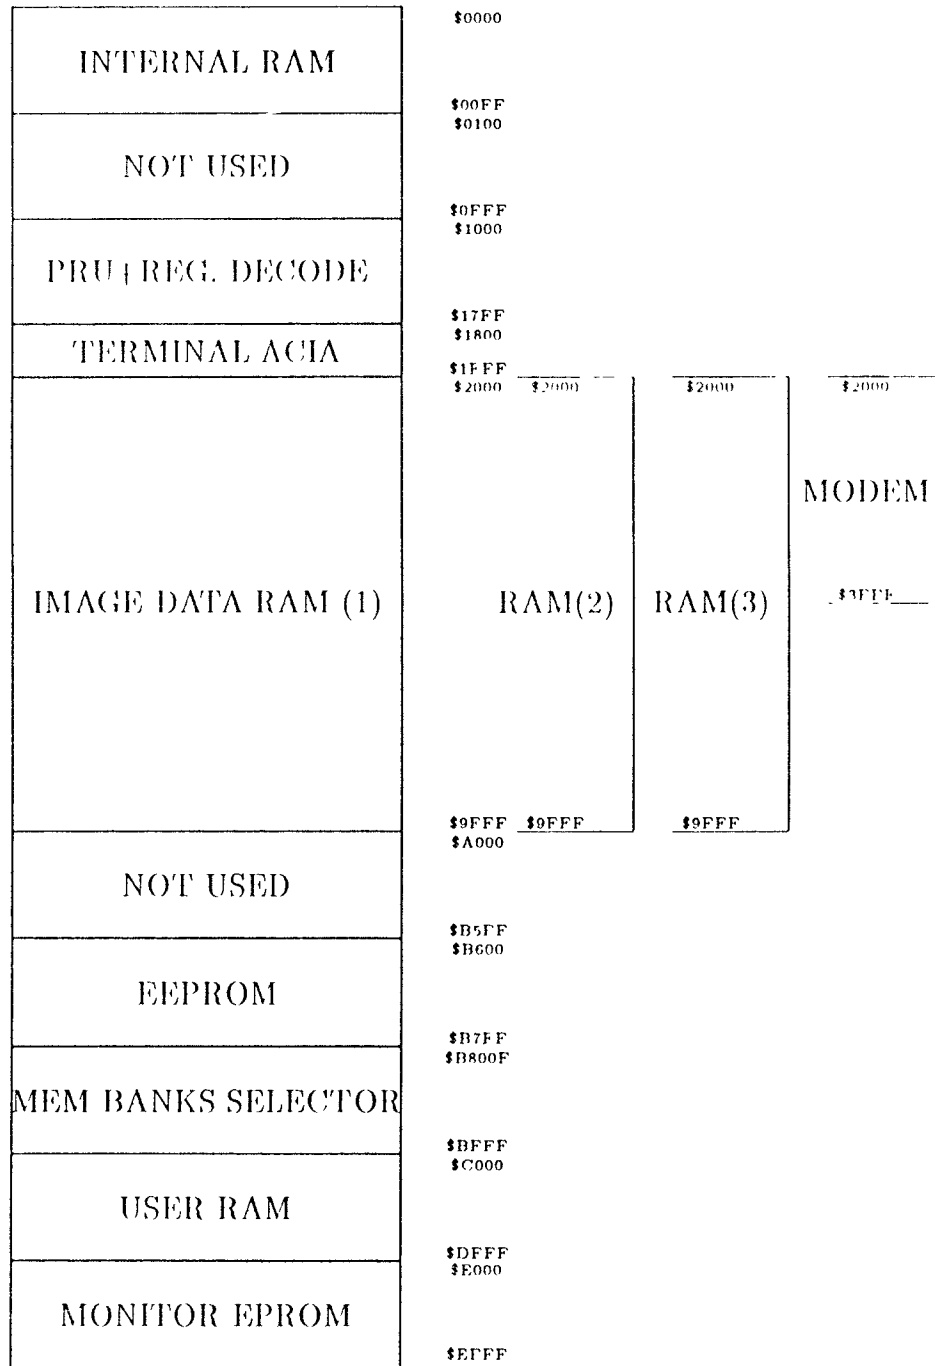 $0000
INTERNAL RAM
$00FF
$0100
NOT USED
$0FFF
$1000
PRU+REG. DECODE
$17FF
$1800
TERMINAL ACIA
$1FFF
$2000 $2000 $2000 $2000
MODEM
IMAGE DATA RAM (1) RAM(2) RAM(3) $3FFF
$9FFF $9FFF $9FFF
$A000
NOT USED
$B5FF
$B600
EEPROM
$B7FF
$B800F
MEM BANKS SELECTOR
$BFFF
$C000
USER RAM
$DFFF
$E000
MONITOR EPROM